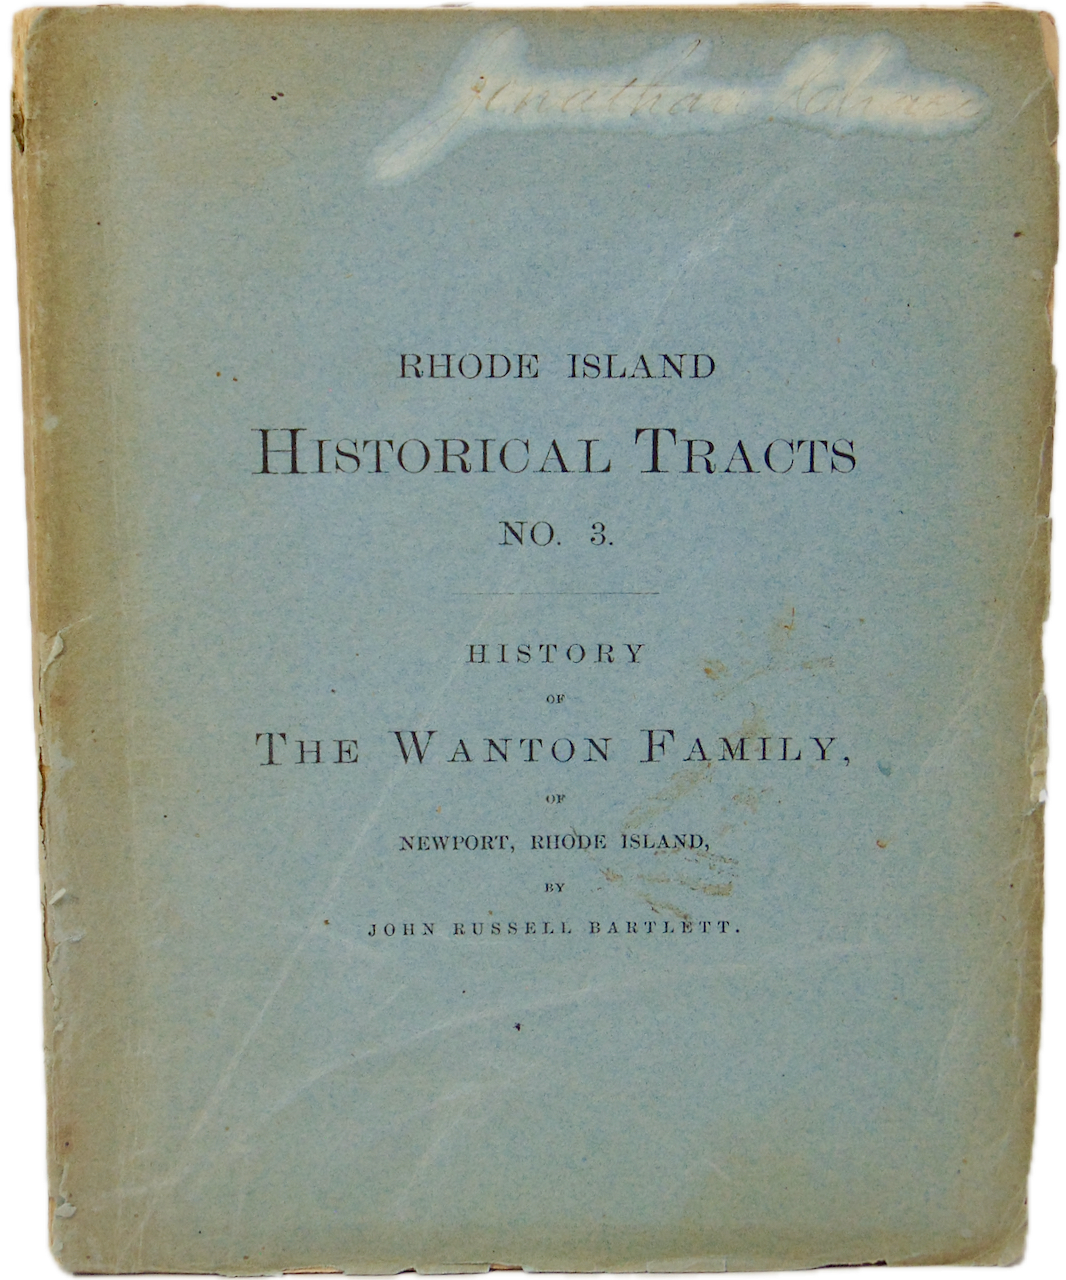 Jonathan
RHODE ISLAND
HISTORICAL TRACTS
NO. 3.
HISTORY
OF
THE WANTON FAMILY,
OF
NEWPORT, RHODE ISLAND,
BY
JOHN RUSSELL BARTLETT.